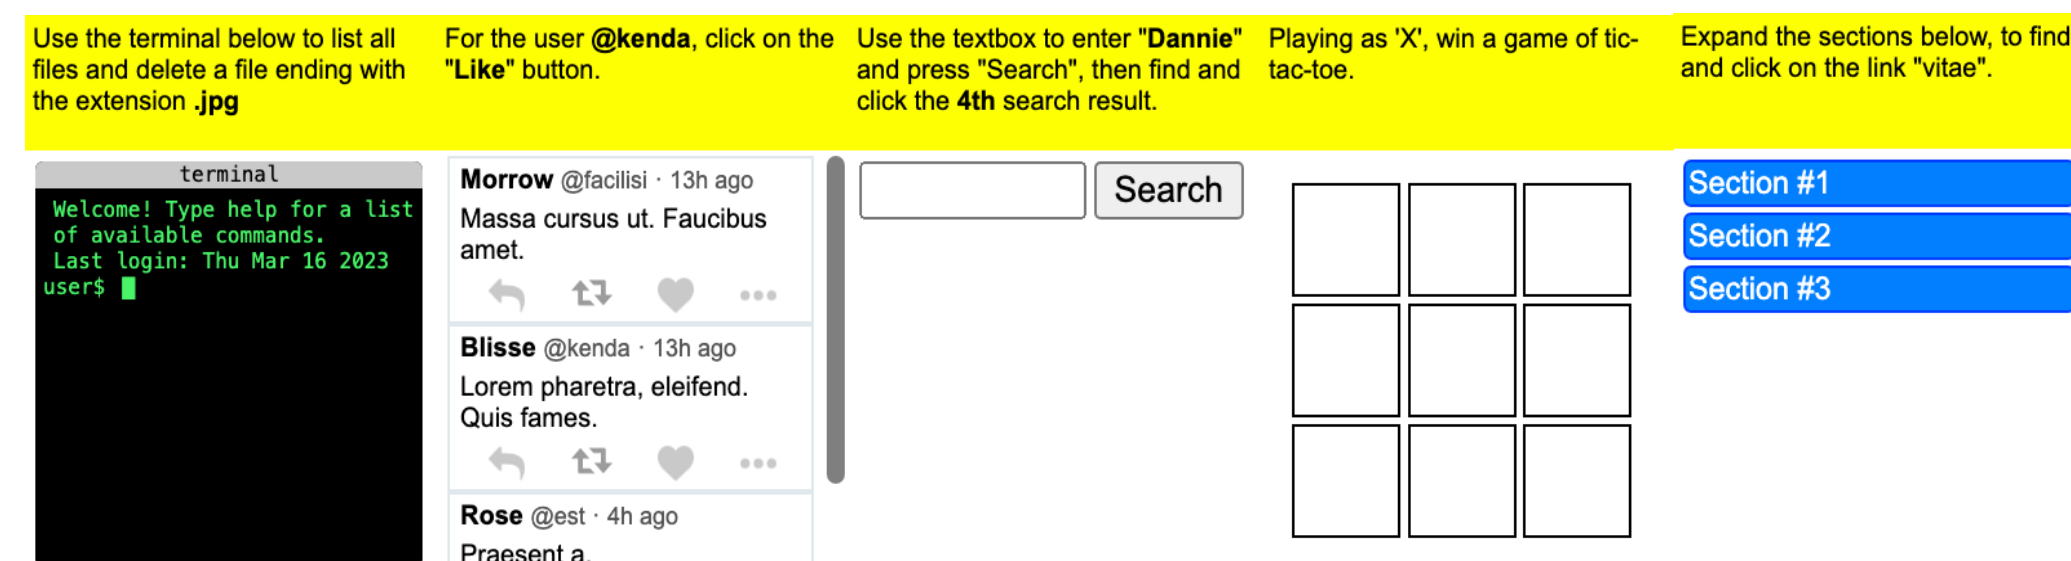 Use the terminal below to list all
files and delete a file ending with
the extension .jpg
terminal
Welcome! Type help for a list
of available commands.
Last login: Thu Mar 16 2023
user$
For the user @kenda, click on the
"Like" button.
Morrow @facilisi · 13h ago
Massa cursus ut. Faucibus
amet.
Blisse @kenda · 13h ago
Lorem pharetra, eleifend.
Quis fames.
Rose @est · 4h ago
Praesent a.
Use the textbox to enter "Dannie"
and press "Search", then find and
click the 4th search result.
Search
Playing as 'X', win a game of tic-
tac-toe.
Expand the sections below, to find
and click on the link "vitae".
Section #1
Section #2
Section #3